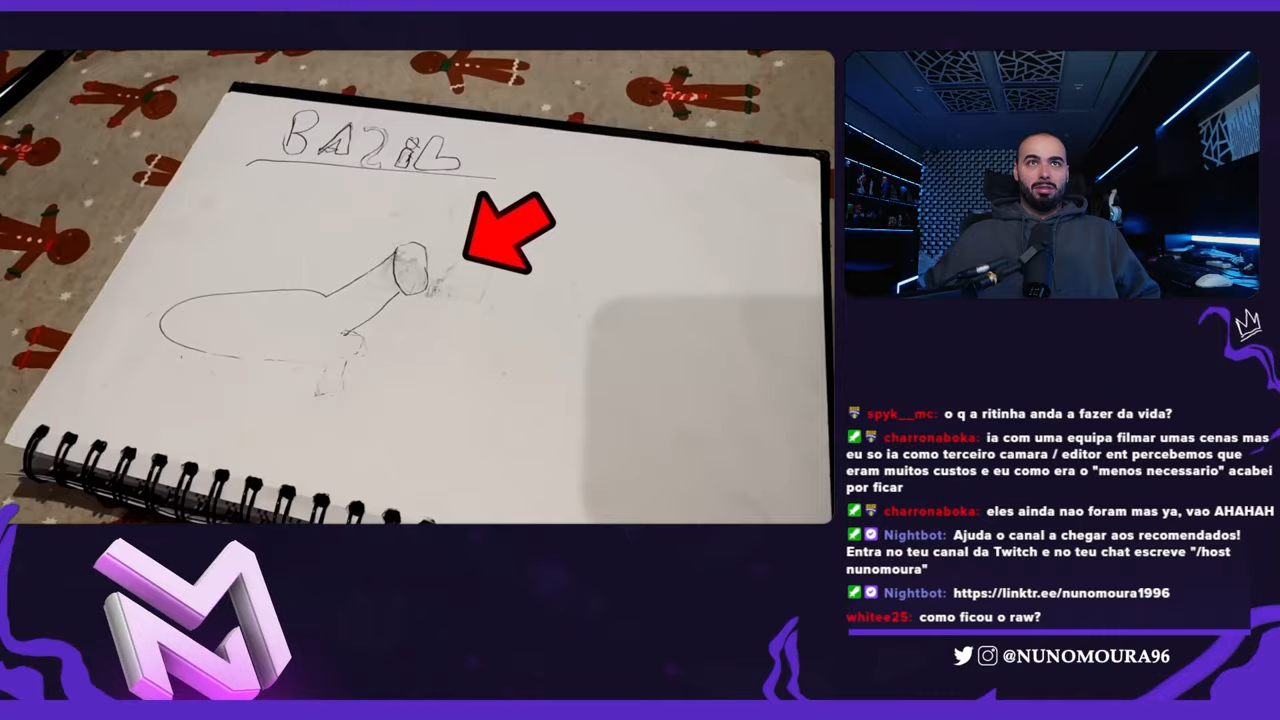 BAZiL
spyk__mc: o q a ritinha anda a fazer da vida?
charronaboka: ia com uma equipa filmar umas cenas mas
eu so ia como terceiro camara / editor ent percebemos que
eram muitos custos e eu como era o "menos necessario" acabei
por ficar
charronaboka: eles ainda nao foram mas ya, vao AHAHAH
Nightbot: Ajuda o canal a chegar aos recomendados!
Entra no teu canal da Twitch e no teu chat escreve "/host
nunomoura"
Nightbot: https://linktr.ee/nunomoura1996
whitee25: como ficou o raw?
@NUNOMOURA96